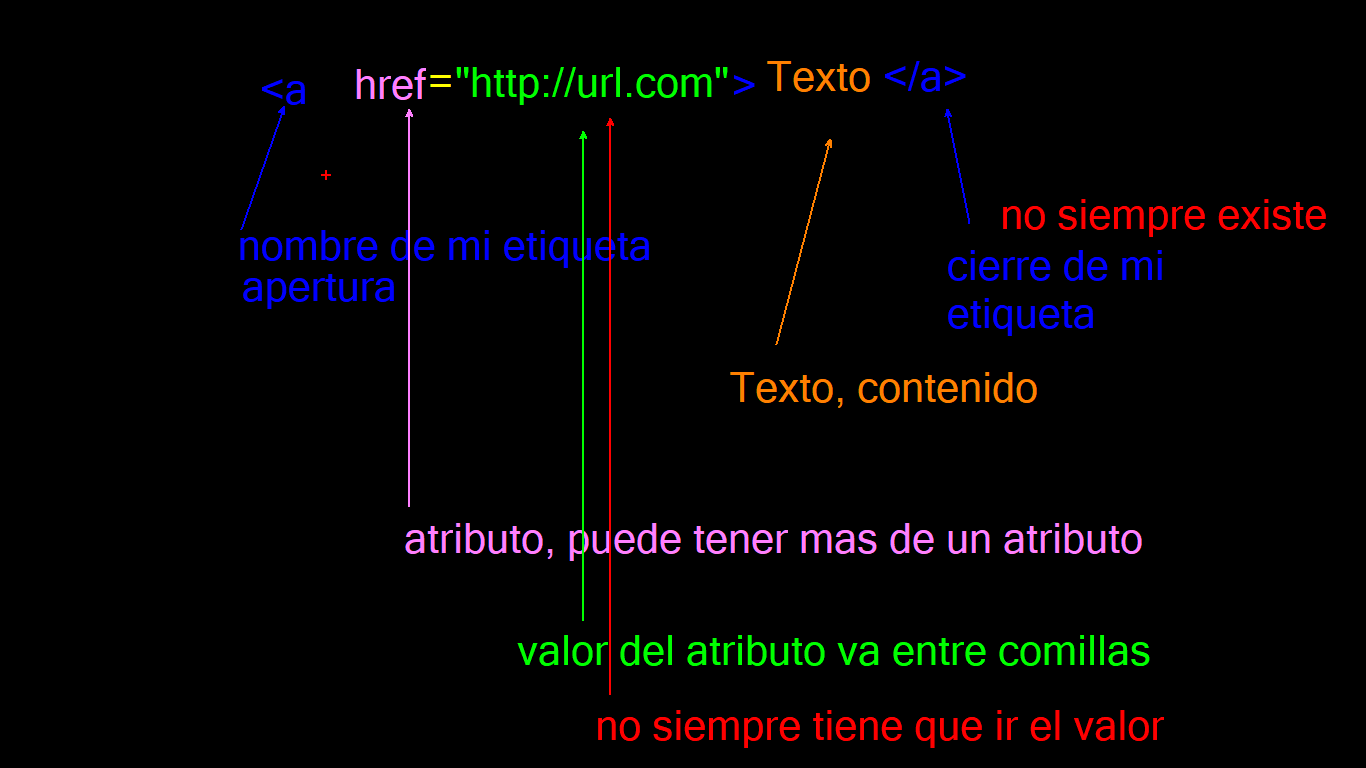 <a href="http://url.com"> Texto </a>
no siempre existe
nombre de mi etiqueta
apertura
cierre de mi
etiqueta
Texto, contenido
atributo, puede tener mas de un atributo
valor del atributo va entre comillas
no siempre tiene que ir el valor